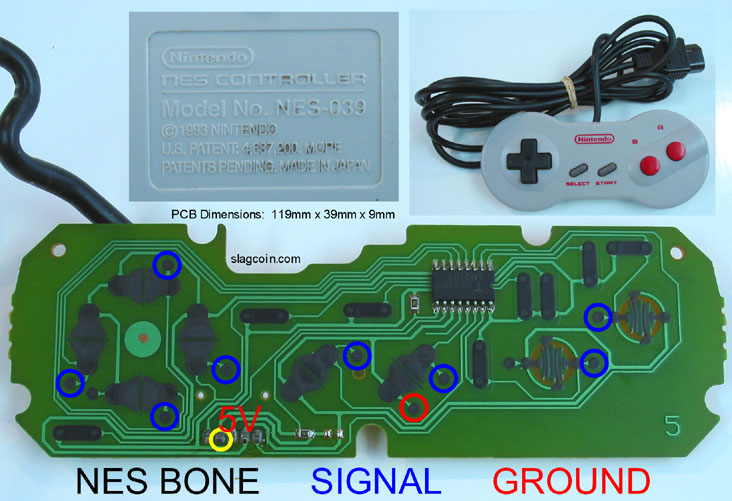 Nintendo
NES CONTROLLER
Model No. NES-039
©1993 NINTENDO
U.S. PATENT: 4,687,200. MORE
PATENTS PENDING. MADE IN JAPAN
Nintendo
B A
SELECT START
PCB Dimensions: 119mm x 39mm x 9mm
slagcoin.com
5V
5
NES BONE SIGNAL GROUND